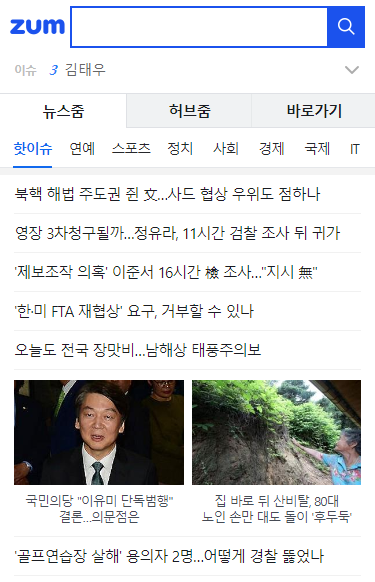 zum
이슈 3 김태우
뉴스줌 허브줌 바로가기
핫이슈 연예 스포츠 정치 사회 경제 국제 IT
북핵 해법 주도권 쥔 文…사드 협상 우위도 점하나
영장 3차청구될까…정유라, 11시간 검찰 조사 뒤 귀가
'제보조작 의혹' 이준서 16시간 檢 조사…"지시 無"
'한·미 FTA 재협상' 요구, 거부할 수 있나
오늘도 전국 장맛비…남해상 태풍주의보
국민의당 "이유미 단독범행"
결론…의문점은
집 바로 뒤 산비탈, 80대
노인 손만 대도 돌이 '후두둑'
'골프연습장 살해' 용의자 2명…어떻게 경찰 뚫었나